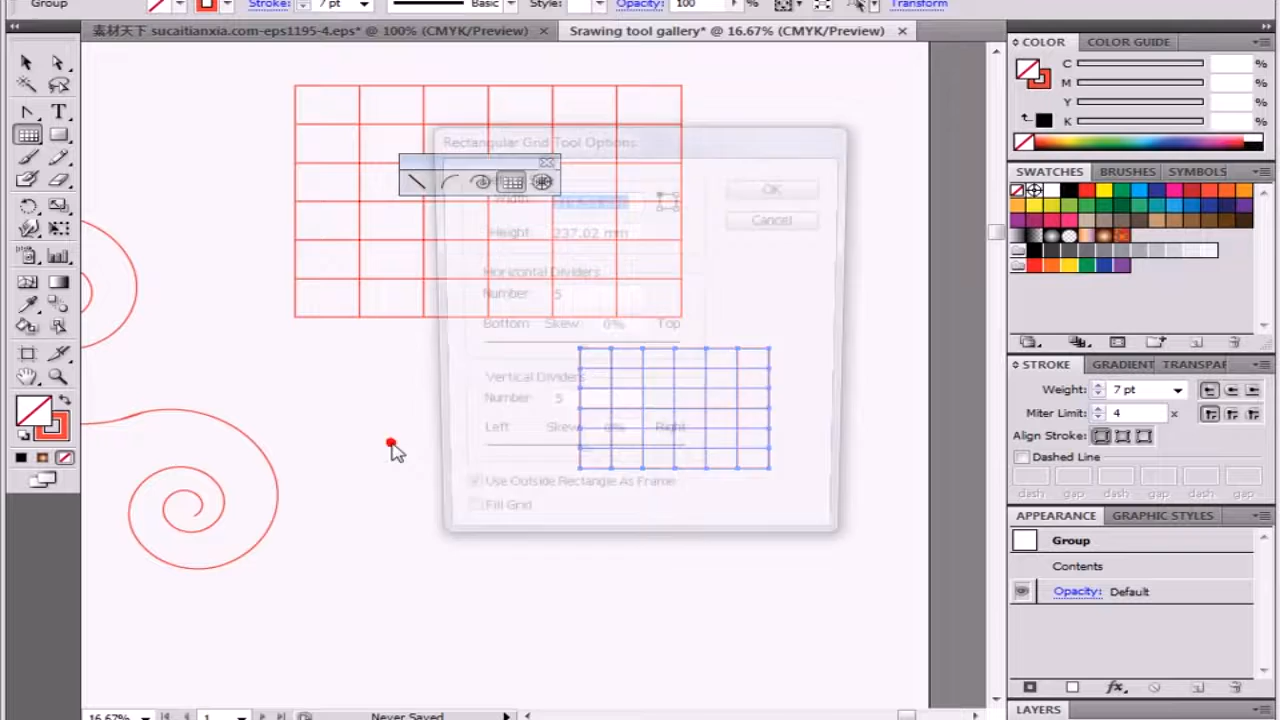 Group
Stroke: 7 pt
Basic
Style:
Opacity: 100 %
Transform
素材天下 sucaitianxia.com-eps1195-4.eps* @ 100% (CMYK/Preview)
Srawing tool gallery* @ 16.67% (CMYK/Preview)
COLOR COLOR GUIDE
C %
M %
Y %
K %
SWATCHES BRUSHES SYMBOLS
STROKE GRADIENT TRANSPAR
Weight: 7 pt
Miter Limit: 4 x
Align Stroke:
Dashed Line
dash gap dash gap dash gap
APPEARANCE GRAPHIC STYLES
Group
Contents
Opacity: Default
LAYERS
Rectangular Grid Tool Options
Width:
OK
Height: 237.02 mm
Cancel
Horizontal Dividers
Number: 5
Bottom Skew: 0% Top
Vertical Dividers
Number: 5
Left Skew: 0% Right
Use Outside Rectangle As Frame
Fill Grid
T
16.67% 1 Never Saved